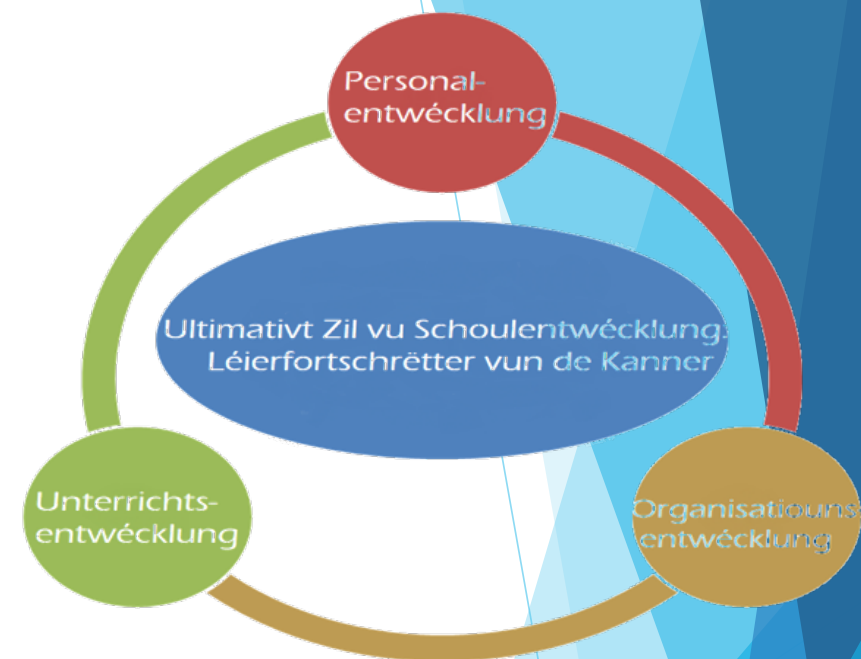 Personal-
entwécklung
Ultimativt Zil vu Schoulentwécklung:
Léierfortschrëtter vun de Kanner
Unterrichts-
entwécklung
Organisatiouns-
entwécklung